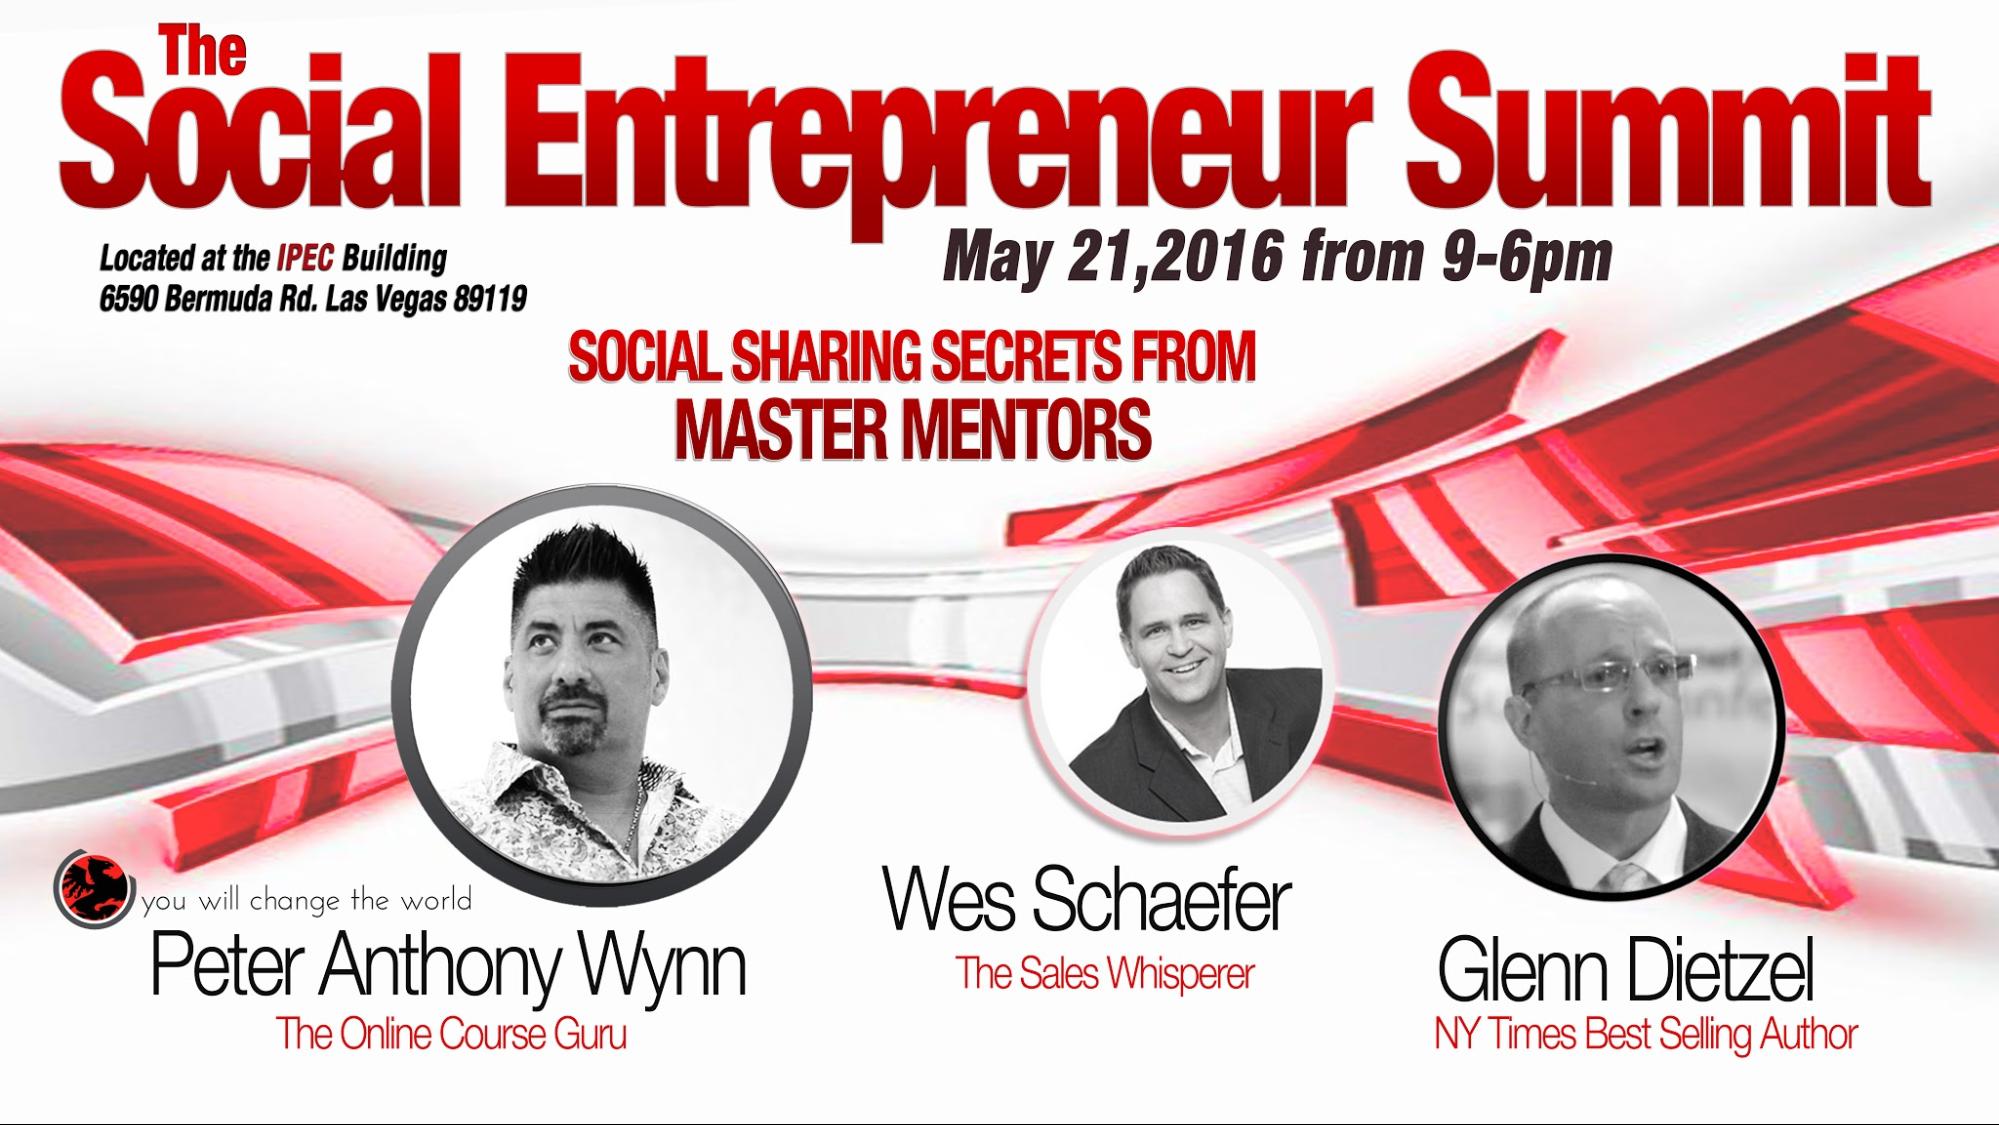 The
Social Entrepreneur Summit
Located at the IPEC Building
6590 Bermuda Rd. Las Vegas 89119
May 21,2016 from 9-6pm
SOCIAL SHARING SECRETS FROM
MASTER MENTORS
you will change the world
Peter Anthony Wynn
The Online Course Guru
Wes Schaefer
The Sales Whisperer
Glenn Dietzel
NY Times Best Selling Author